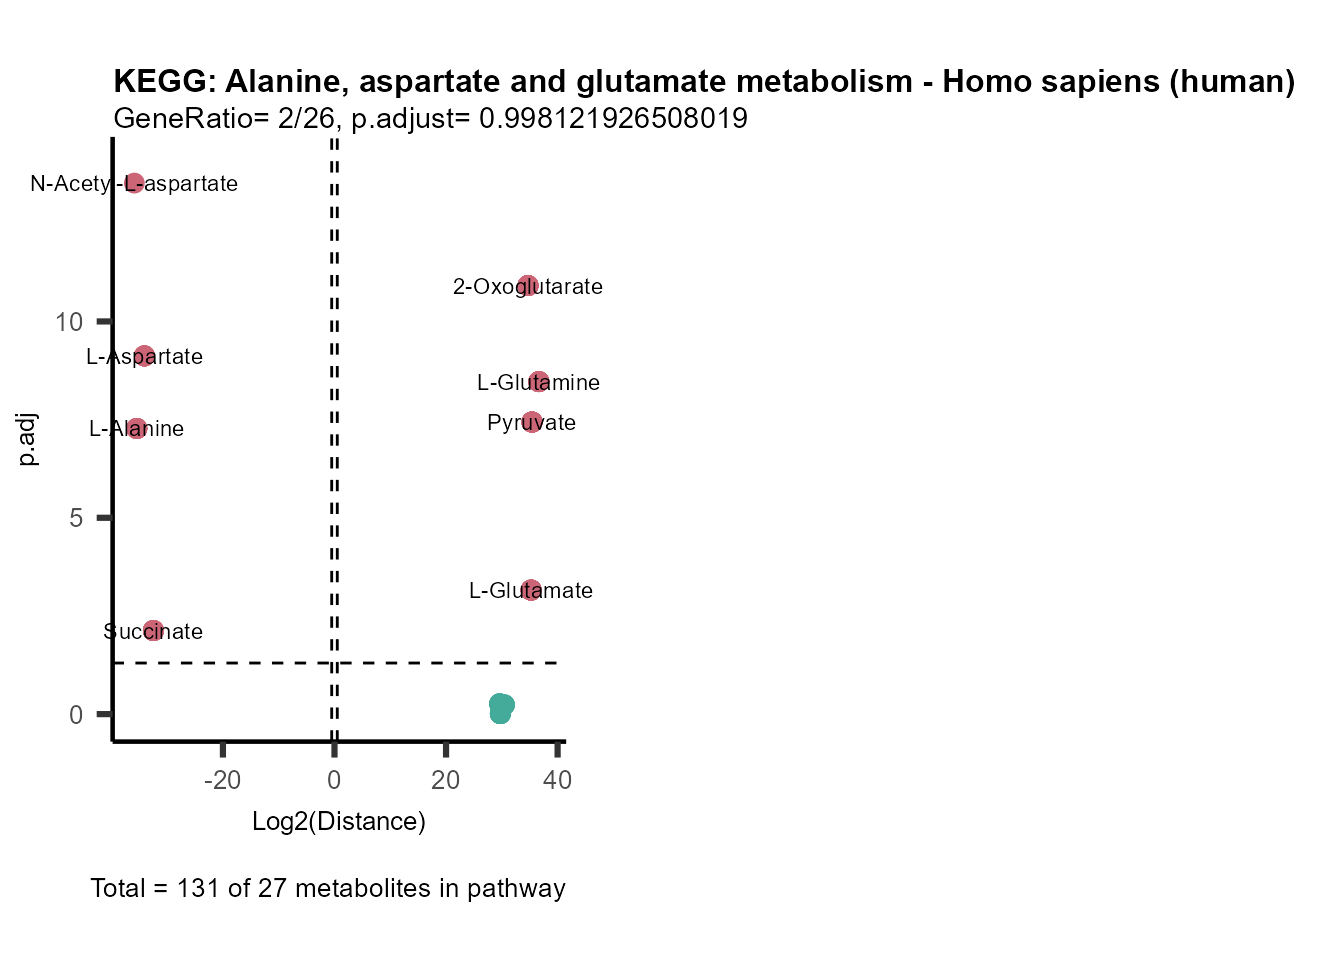 KEGG: Alanine, aspartate and glutamate metabolism - Homo sapiens (human)
GeneRatio= 2/26, p.adjust= 0.998121926508019
N-Acetyl-L-aspartate
2-Oxoglutarate
10
L-Aspartate
L-Glutamine
Pyruvate
L-Alanine
p.adj
5
L-Glutamate
Succinate
0
-20
0
20
40
Log2(Distance)
Total = 131 of 27 metabolites in pathway